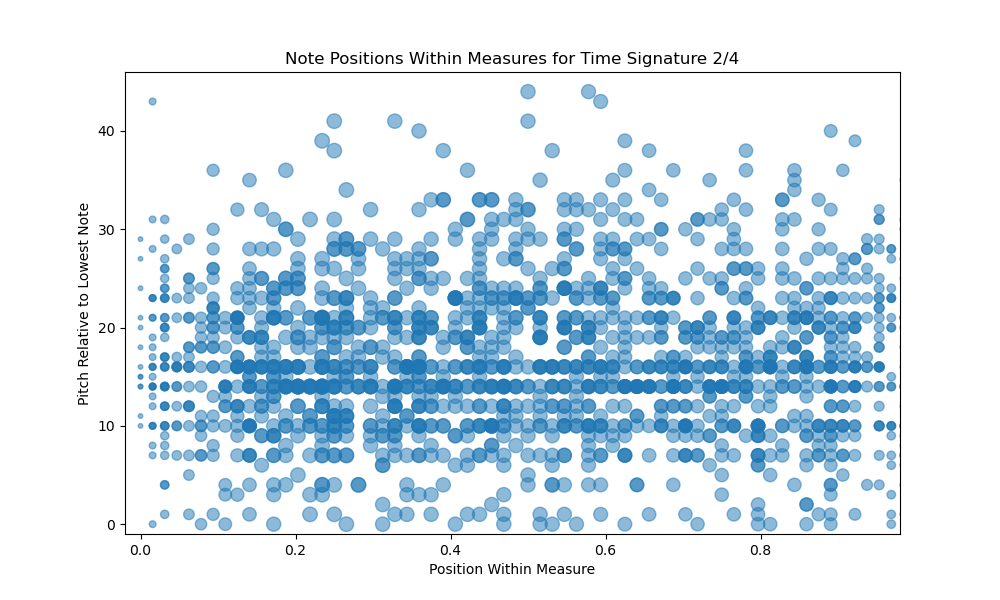 Note Positions Within Measures for Time Signature 2/4
40
30
20
10
0
Pitch Relative to Lowest Note
0.0 0.2 0.4 0.6 0.8
Position Within Measure